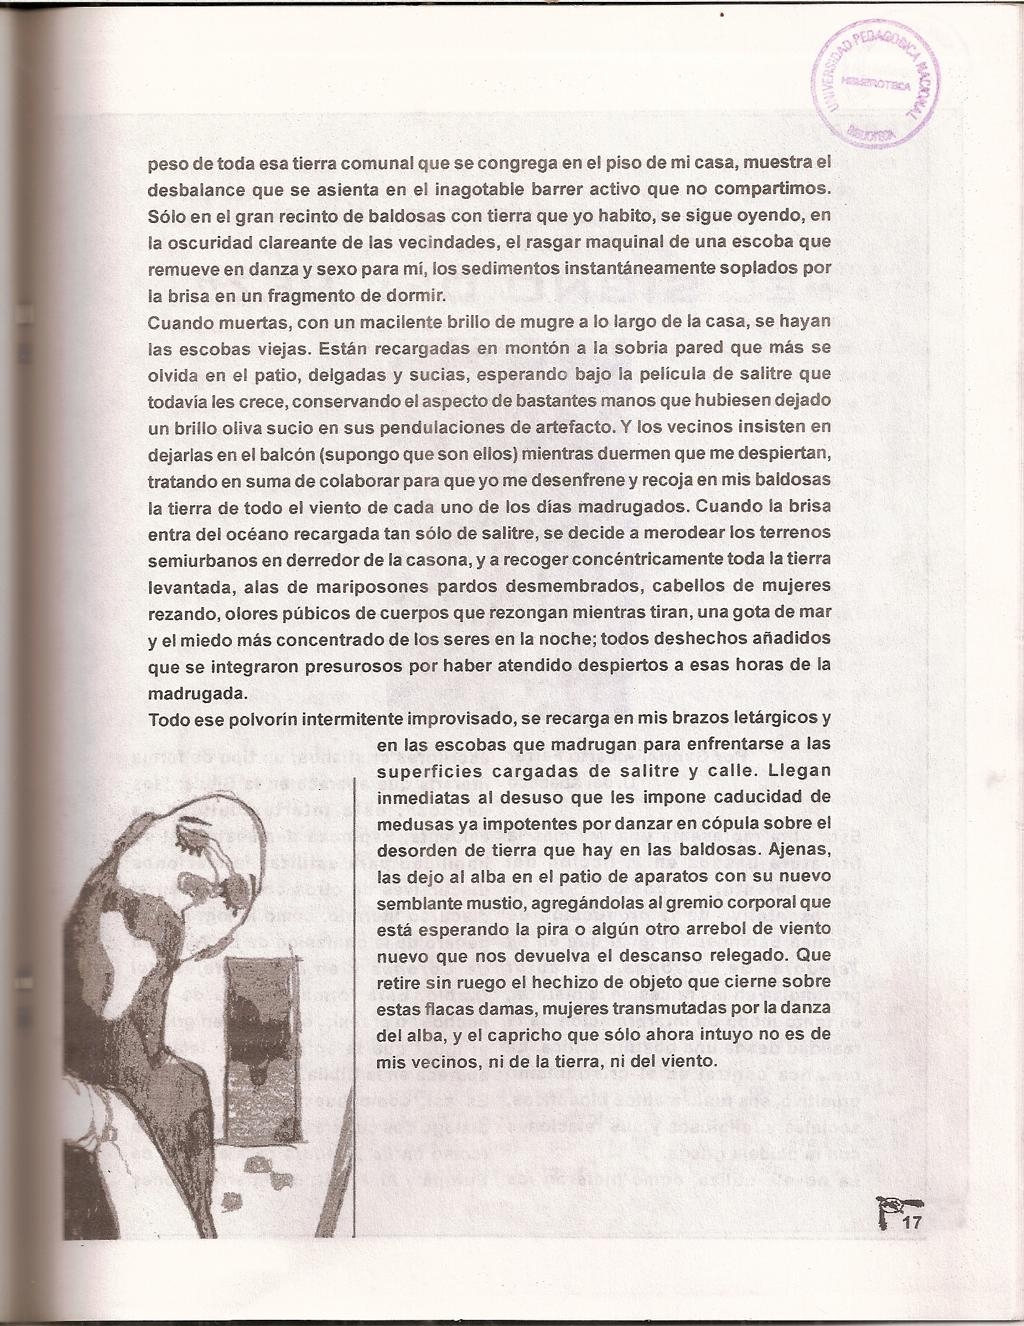 UNIVERSIDAD PEDAGOGICA NACIONAL
HEMEROTECA
BIBLIOTECA
peso de toda esa tierra comunal que se congrega en el piso de mi casa, muestra el
desbalance que se asienta en el inagotable barrer activo que no compartimos.
Sólo en el gran recinto de baldosas con tierra que yo habito, se sigue oyendo, en
la oscuridad clareante de las vecindades, el rasgar maquinal de una escoba que
remueve en danza y sexo para mí, los sedimentos instantáneamente soplados por
la brisa en un fragmento de dormir.
Cuando muertas, con un macilente brillo de mugre a lo largo de la casa, se hayan
las escobas viejas. Están recargadas en montón a la sobria pared que más se
olvida en el patio, delgadas y sucias, esperando bajo la película de salitre que
todavía les crece, conservando el aspecto de bastantes manos que hubiesen dejado
un brillo oliva sucio en sus pendulaciones de artefacto. Y los vecinos insisten en
dejarlas en el balcón (supongo que son ellos) mientras duermen que me despiertan,
tratando en suma de colaborar para que yo me desenfrene y recoja en mis baldosas
la tierra de todo el viento de cada uno de los días madrugados. Cuando la brisa
entra del océano recargada tan sólo de salitre, se decide a merodear los terrenos
semiurbanos en derredor de la casona, y a recoger concéntricamente toda la tierra
levantada, alas de mariposones pardos desmembrados, cabellos de mujeres
rezando, olores púbicos de cuerpos que rezongan mientras tiran, una gota de mar
y el miedo más concentrado de los seres en la noche; todos deshechos añadidos
que se integraron presurosos por haber atendido despiertos a esas horas de la
madrugada.
Todo ese polvorín intermitente improvisado, se recarga en mis brazos letárgicos y
en las escobas que madrugan para enfrentarse a las
superficies cargadas de salitre y calle. Llegan
inmediatas al desuso que les impone caducidad de
medusas ya impotentes por danzar en cópula sobre el
desorden de tierra que hay en las baldosas. Ajenas,
las dejo al alba en el patio de aparatos con su nuevo
semblante mustio, agregándolas al gremio corporal que
está esperando la pira o algún otro arrebol de viento
nuevo que nos devuelva el descanso relegado. Que
retire sin ruego el hechizo de objeto que cierne sobre
estas flacas damas, mujeres transmutadas por la danza
del alba, y el capricho que sólo ahora intuyo no es de
mis vecinos, ni de la tierra, ni del viento.
17